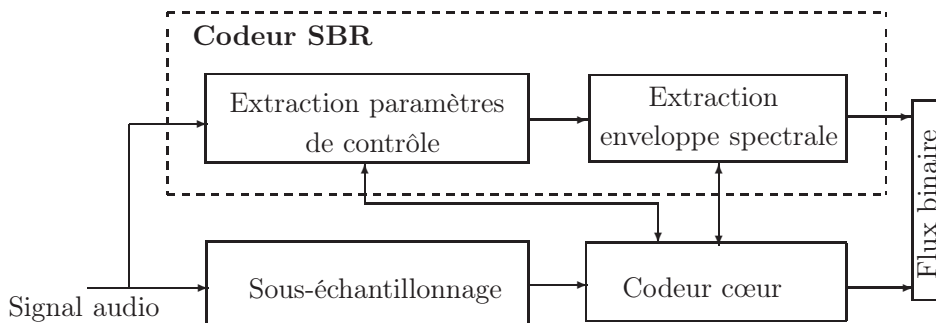 Codeur SBR
Extraction paramètres
de contrôle
Extraction
enveloppe spectrale
Flux binaire
Signal audio
Sous-échantillonnage
Codeur cœur